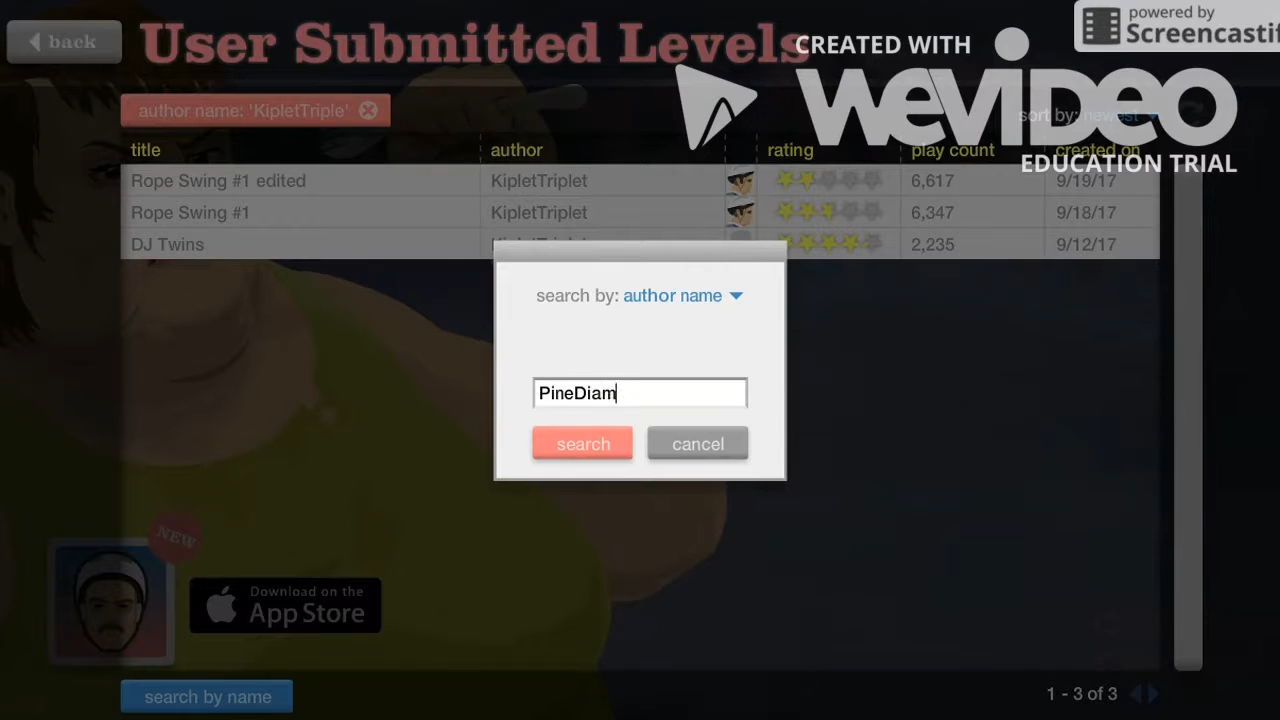 back
User Submitted Levels
CREATED WITH
WEVIDEO
EDUCATION TRIAL
powered by
Screencastif
author name: 'KipletTriple'
sort by: newest
title author rating play count created on
Rope Swing #1 edited KipletTriplet 6,617 9/19/17
Rope Swing #1 KipletTriplet 6,347 9/18/17
DJ Twins KipletTriplet 2,235 9/12/17
search by: author name
PineDiam
search cancel
NEW
Download on the
App Store
search by name
1 - 3 of 3